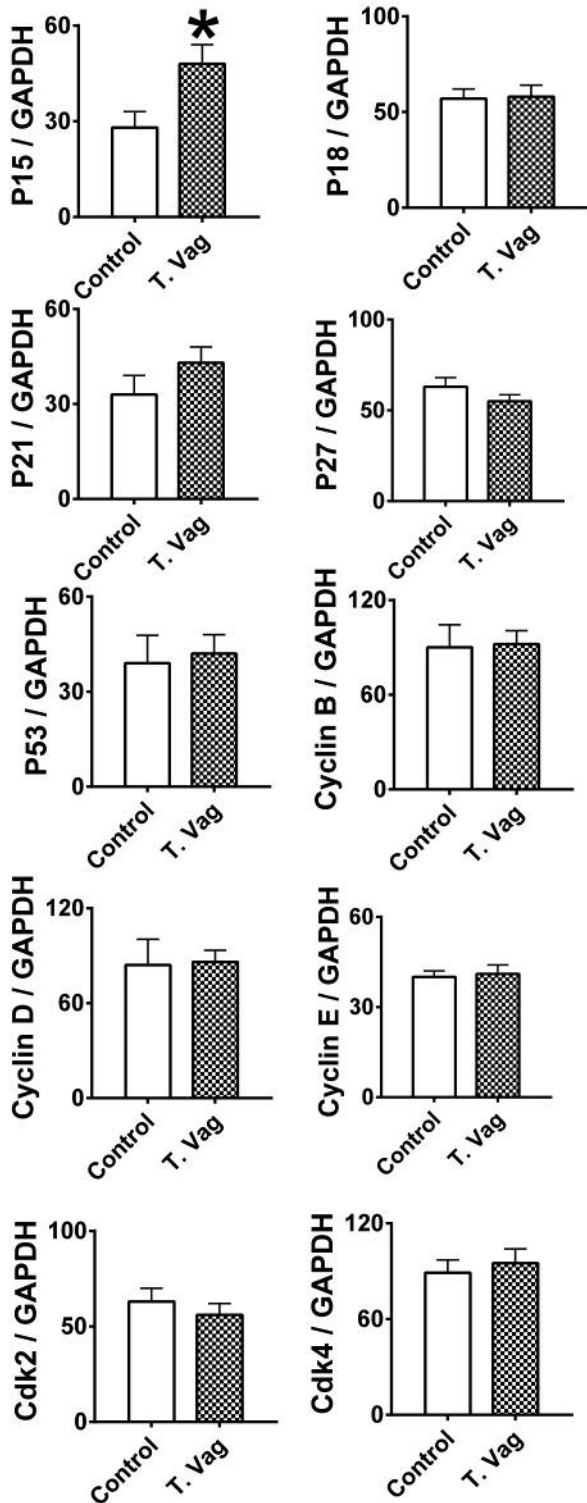 P15 / GAPDH
60
30
0
*
Control
T. Vag
P18 / GAPDH
100
50
0
Control
T. Vag
P21 / GAPDH
60
30
0
Control
T. Vag
P27 / GAPDH
100
50
0
Control
T. Vag
P53 / GAPDH
60
30
0
Control
T. Vag
Cyclin B / GAPDH
120
60
0
Control
T. Vag
Cyclin D / GAPDH
120
60
0
Control
T. Vag
Cyclin E / GAPDH
60
30
0
Control
T. Vag
Cdk2 / GAPDH
100
50
0
Control
T. Vag
Cdk4 / GAPDH
120
60
0
Control
T. Vag